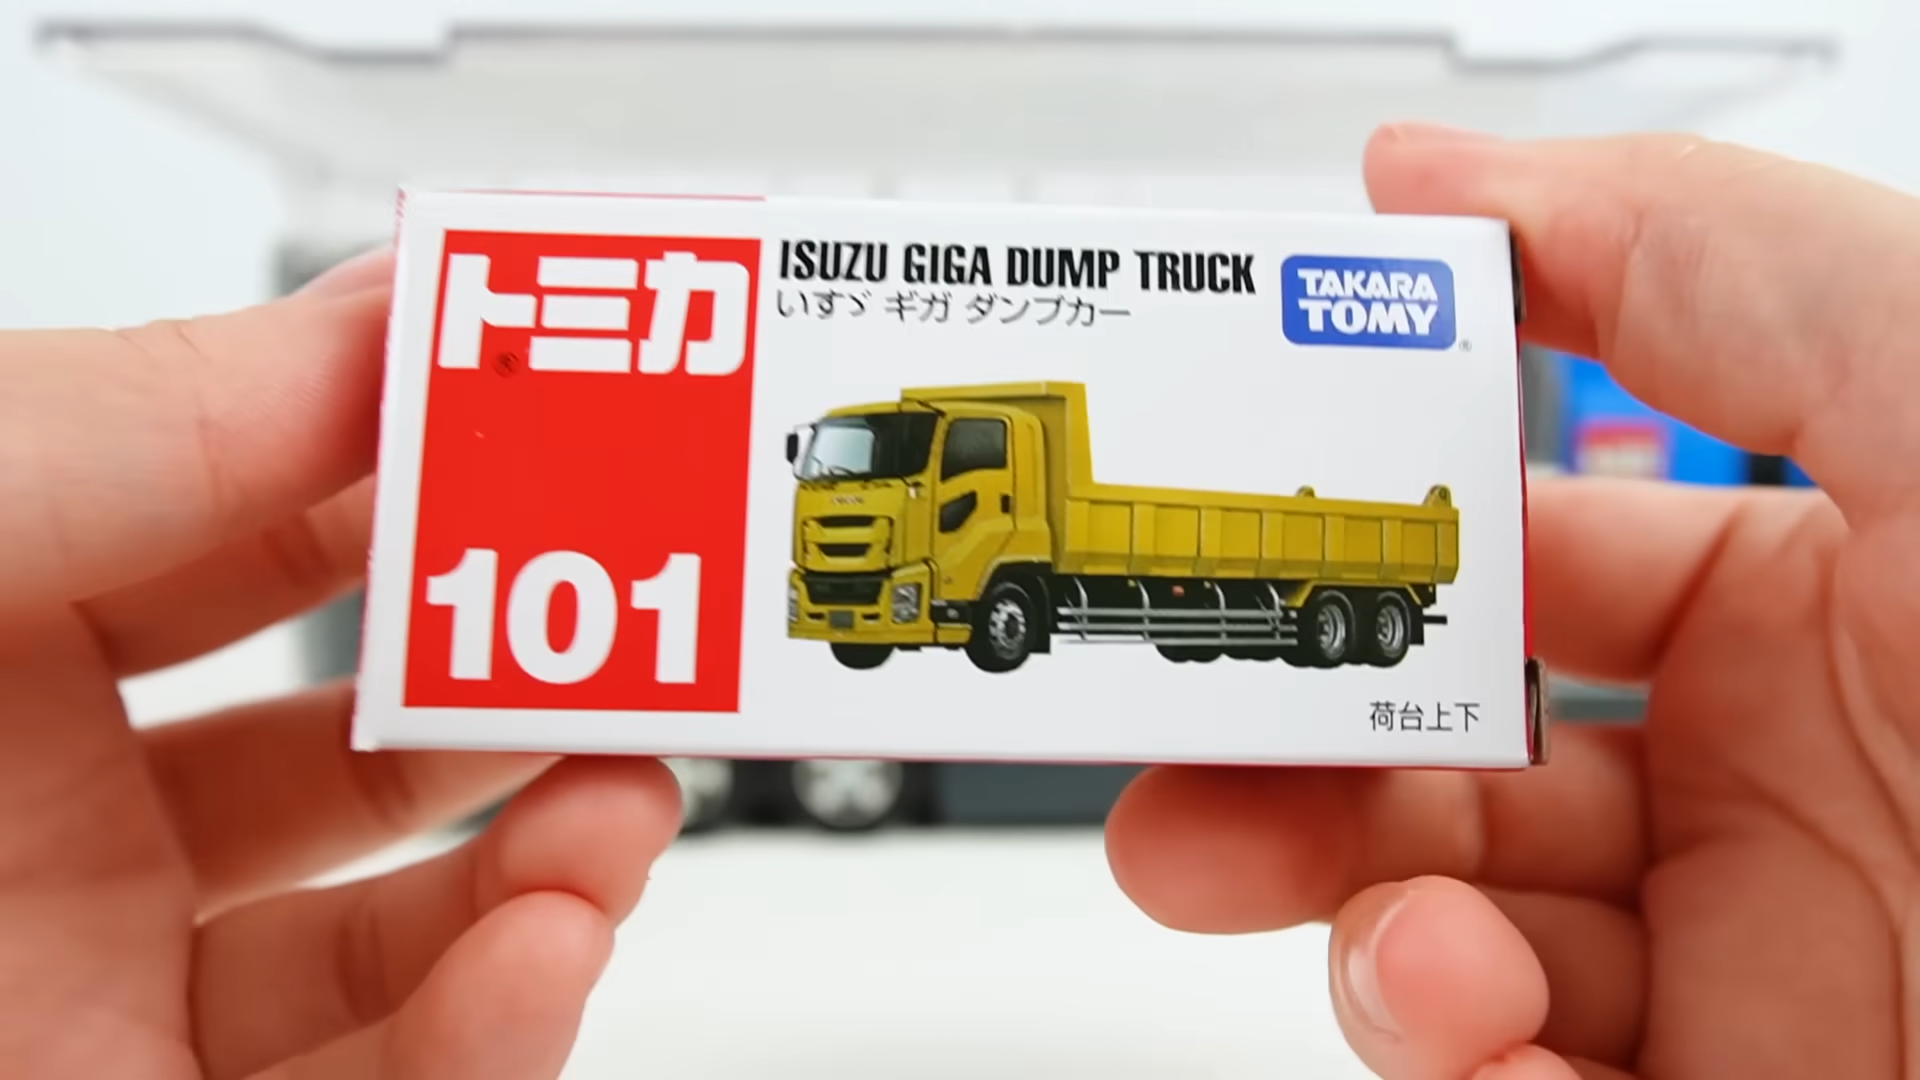 トミカ
101
ISUZU GIGA DUMP TRUCK
いすゞ ギガ ダンプカー
TAKARA
TOMY
®
荷台上下